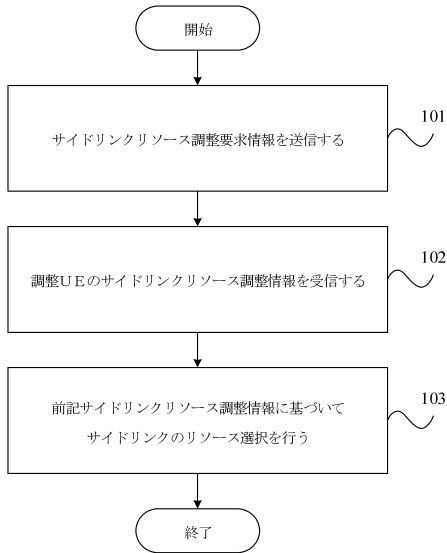 開始
サイドリンクリソース調整要求情報を送信する
101
調整ＵＥのサイドリンクリソース調整情報を受信する
102
前記サイドリンクリソース調整情報に基づいて
サイドリンクのリソース選択を行う
103
終了